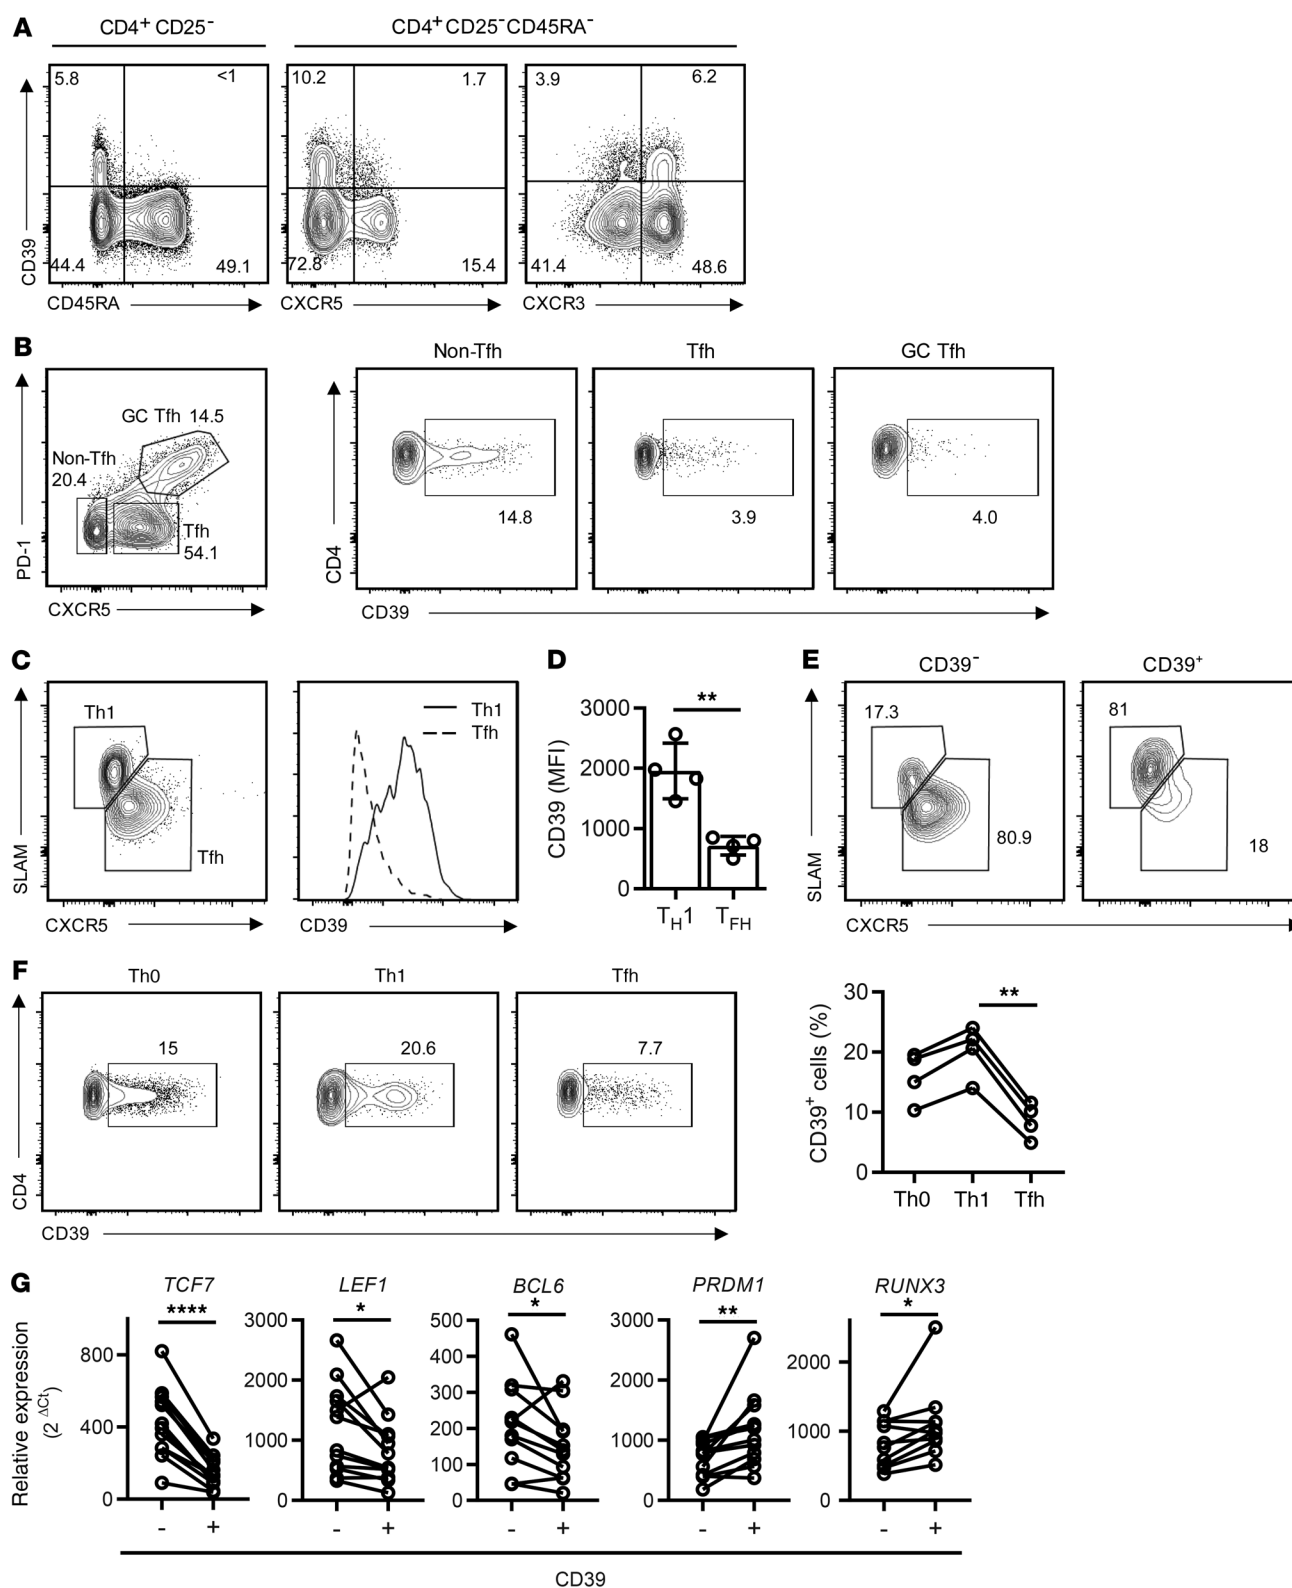 A
CD4+ CD25-
CD4+ CD25- CD45RA-
5.8
<1
44.4
49.1
10.2
1.7
72.8
15.4
3.9
6.2
41.4
48.6
CD39
CD45RA
CXCR5
CXCR3
B
Non-Tfh
Tfh
GC Tfh
GC Tfh 14.5
Non-Tfh
20.4
Tfh
54.1
PD-1
CXCR5
14.8
3.9
4.0
CD4
CD39
C
Th1
Tfh
SLAM
CXCR5
Th1
Tfh
CD39
D
**
3000
2000
1000
0
CD39 (MFI)
TH1
TFH
E
CD39-
CD39+
17.3
80.9
81
18
SLAM
CXCR5
F
Th0
Th1
Tfh
15
20.6
7.7
CD4
CD39
30
20
10
0
**
CD39+ cells (%)
Th0
Th1
Tfh
G
Relative expression
(2-ΔCt)
TCF7
****
800
400
0
-
+
LEF1
*
3000
2000
1000
0
-
+
BCL6
*
500
400
300
200
100
0
-
+
PRDM1
**
3000
2000
1000
0
-
+
RUNX3
*
2000
1000
0
-
+
CD39